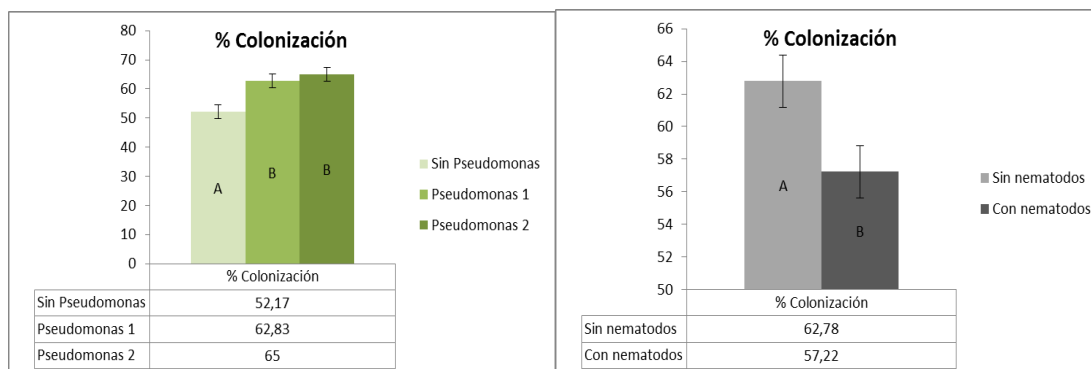 % Colonización
80
70
60
50
40
30
20
10
0
A
B
B
Sin Pseudomonas
Pseudomonas 1
Pseudomonas 2
% Colonización
Sin Pseudomonas 52,17
Pseudomonas 1 62,83
Pseudomonas 2 65
% Colonización
66
64
62
60
58
56
54
52
50
A
B
Sin nematodos
Con nematodos
% Colonización
Sin nematodos 62,78
Con nematodos 57,22